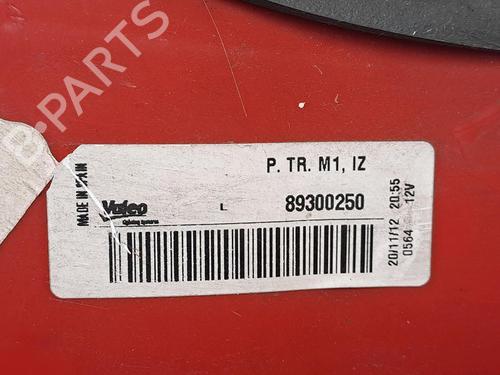 B-PARTS
P. TR. M1, IZ
MADE IN SPAIN
Valeo
L
89300250
20/11/12 20:55
0564 12V